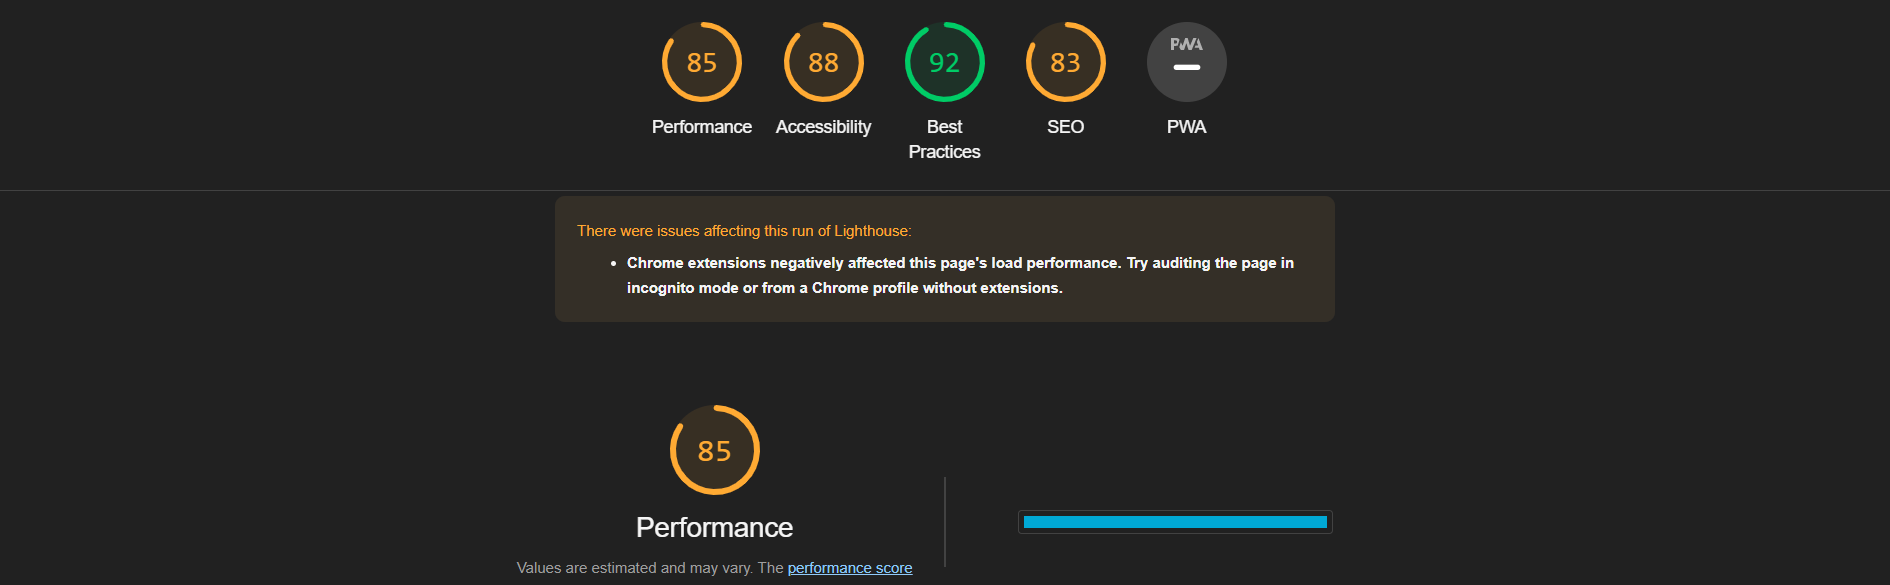 85 88 92 83 PWA
Performance Accessibility Best Practices SEO PWA
There were issues affecting this run of Lighthouse:
• Chrome extensions negatively affected this page's load performance. Try auditing the page in
incognito mode or from a Chrome profile without extensions.
85
Performance
Values are estimated and may vary. The performance score